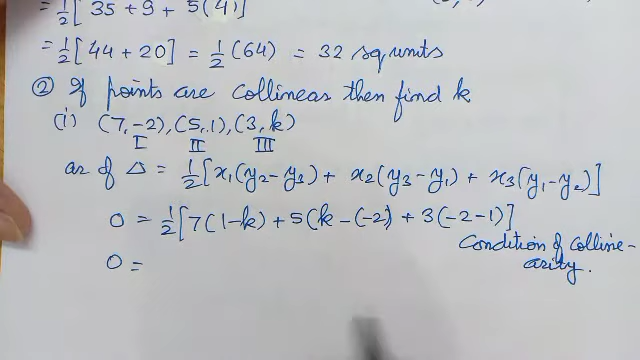 = 1/2 [ 35 + 9 + 5(4)]
= 1/2 [44 + 20] = 1/2 (64) = 32 sq units
② If points are collinear then find k
(i) (7,-2), (5,1), (3,k)
I II III
ar of Δ = 1/2 [x₁(y₂-y₃) + x₂(y₃-y₁) + x₃(y₁-y₂)]
0 = 1/2 [7(1-k) + 5(k-(-2) + 3(-2-1)]
Condition of colline-
arity.
0 =